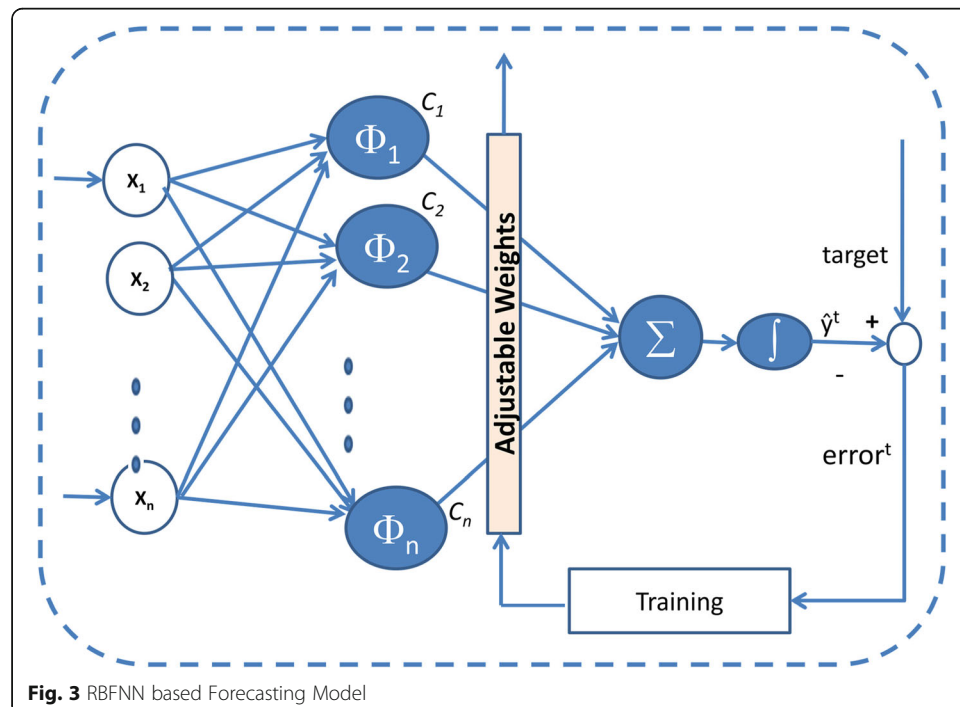 C₁
Φ₁
X₁
C₂
Φ₂
X₂
Adjustable Weights
target
Σ
∫
ŷᵗ
+
-
errorᵗ
Xₙ
Cₙ
Φₙ
Training
Fig. 3 RBFNN based Forecasting Model